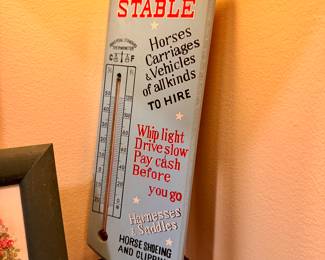 STABLE
Horses
Carriages
& Vehicles
of all kinds
TO HIRE
C F
Whip light
Drive slow
Pay cash
Before
you go
Harnesses
& Saddles
HORSE SHOEING
AND CLIPPING